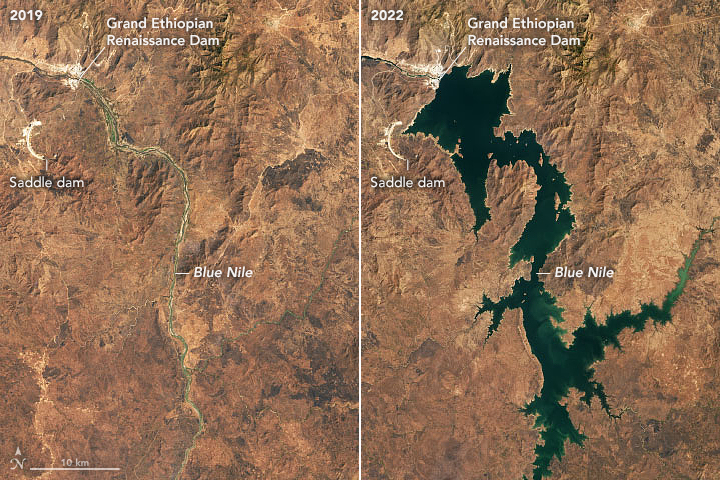 2019
Grand Ethiopian
Renaissance Dam
Saddle dam
Blue Nile
N
10 km
2022
Grand Ethiopian
Renaissance Dam
Saddle dam
Blue Nile